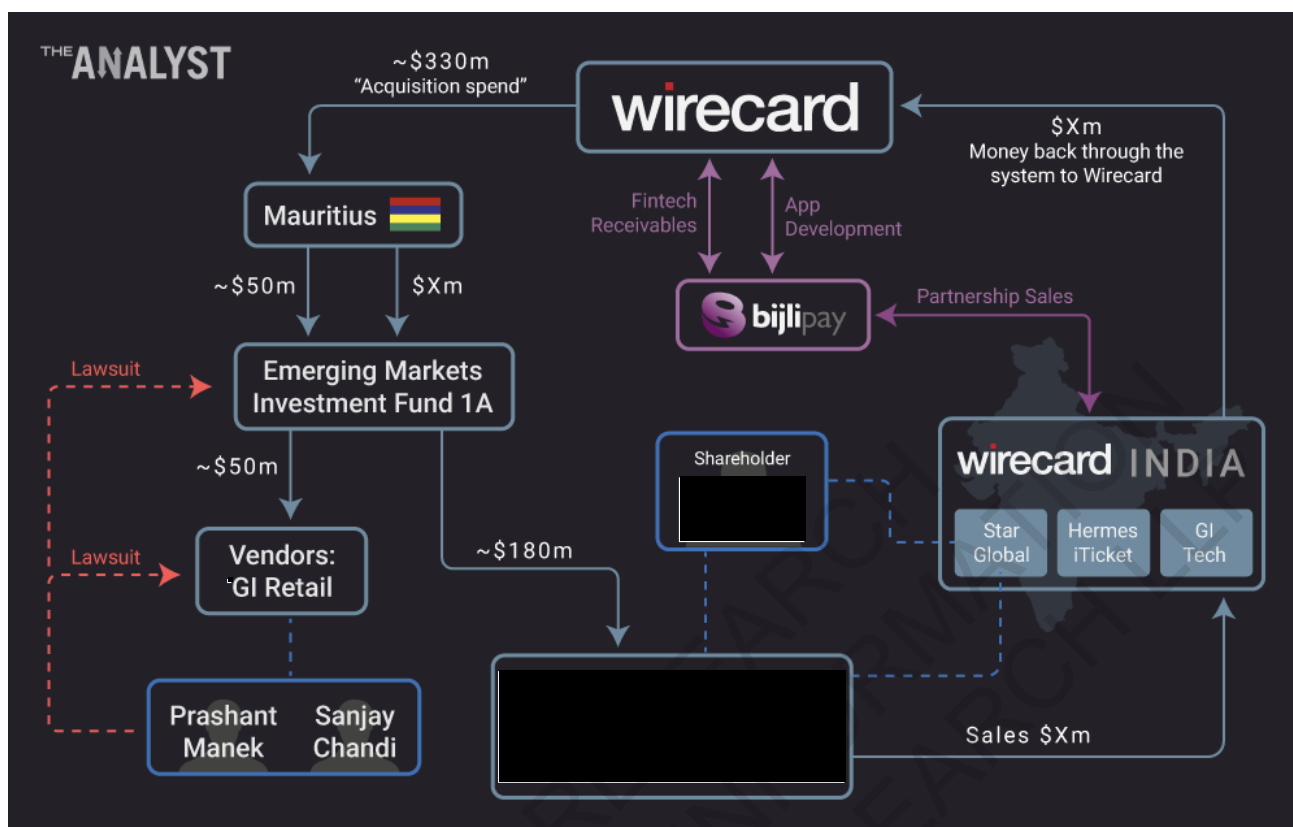 THE ANALYST
~$330m
"Acquisition spend"
wirecard
$Xm
Money back through the
system to Wirecard
Mauritius
Fintech
Receivables
App
Development
~$50m
$Xm
bijlipay
Partnership Sales
Lawsuit
Emerging Markets
Investment Fund 1A
~$50m
Shareholder
wirecard INDIA
Star
Global
Hermes
iTicket
GI
Tech
Lawsuit
Vendors:
GI Retail
~$180m
Prashant
Manek
Sanjay
Chandi
Sales $Xm